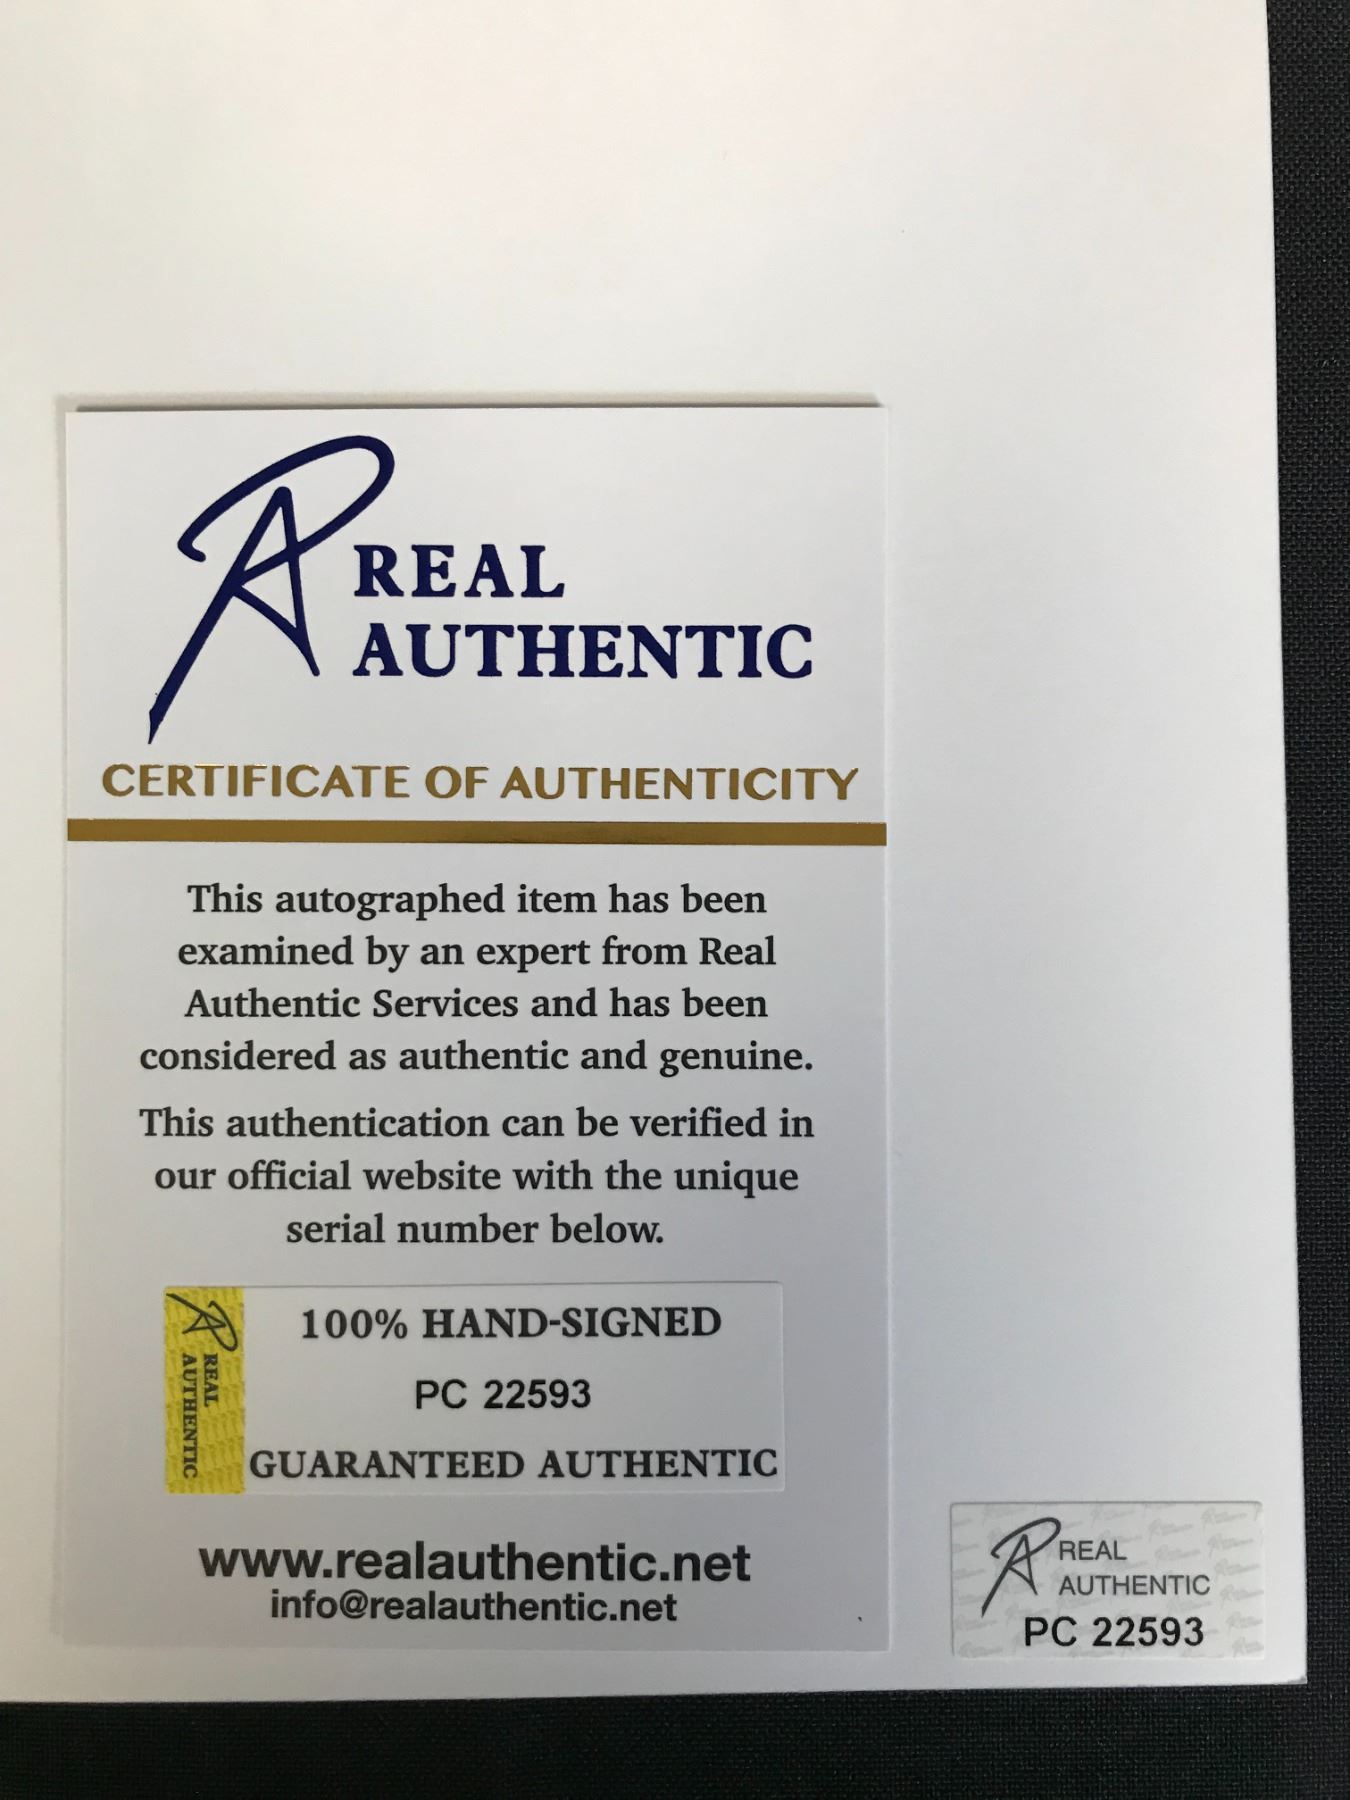 REAL
AUTHENTIC
CERTIFICATE OF AUTHENTICITY
This autographed item has been
examined by an expert from Real
Authentic Services and has been
considered as authentic and genuine.
This authentication can be verified in
our official website with the unique
serial number below.
REAL
AUTHENTIC
100% HAND-SIGNED
PC 22593
GUARANTEED AUTHENTIC
www.realauthentic.net
info@realauthentic.net
REAL
AUTHENTIC
PC 22593